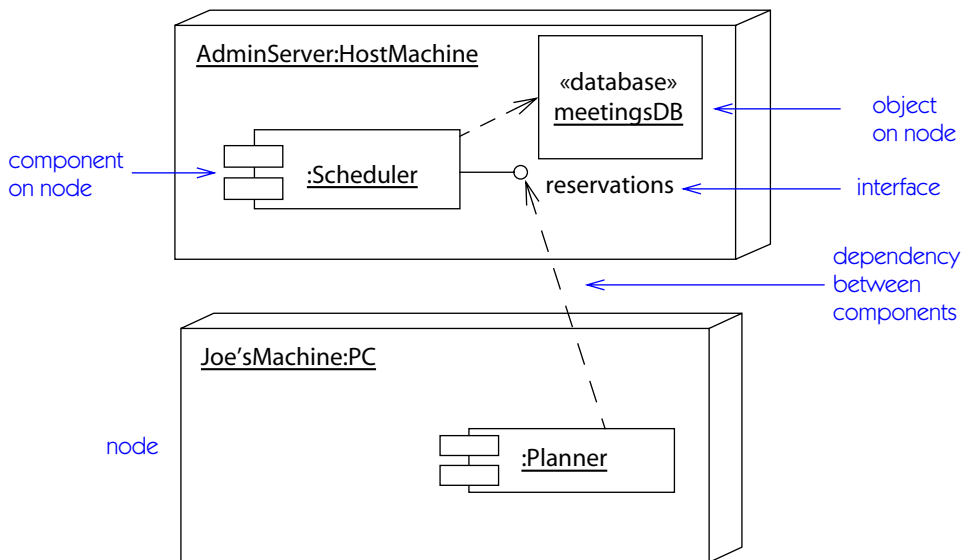 AdminServer:HostMachine
«database»
meetingsDB
object
on node
component
on node
:Scheduler
reservations
interface
dependency
between
components
Joe'sMachine:PC
node
:Planner